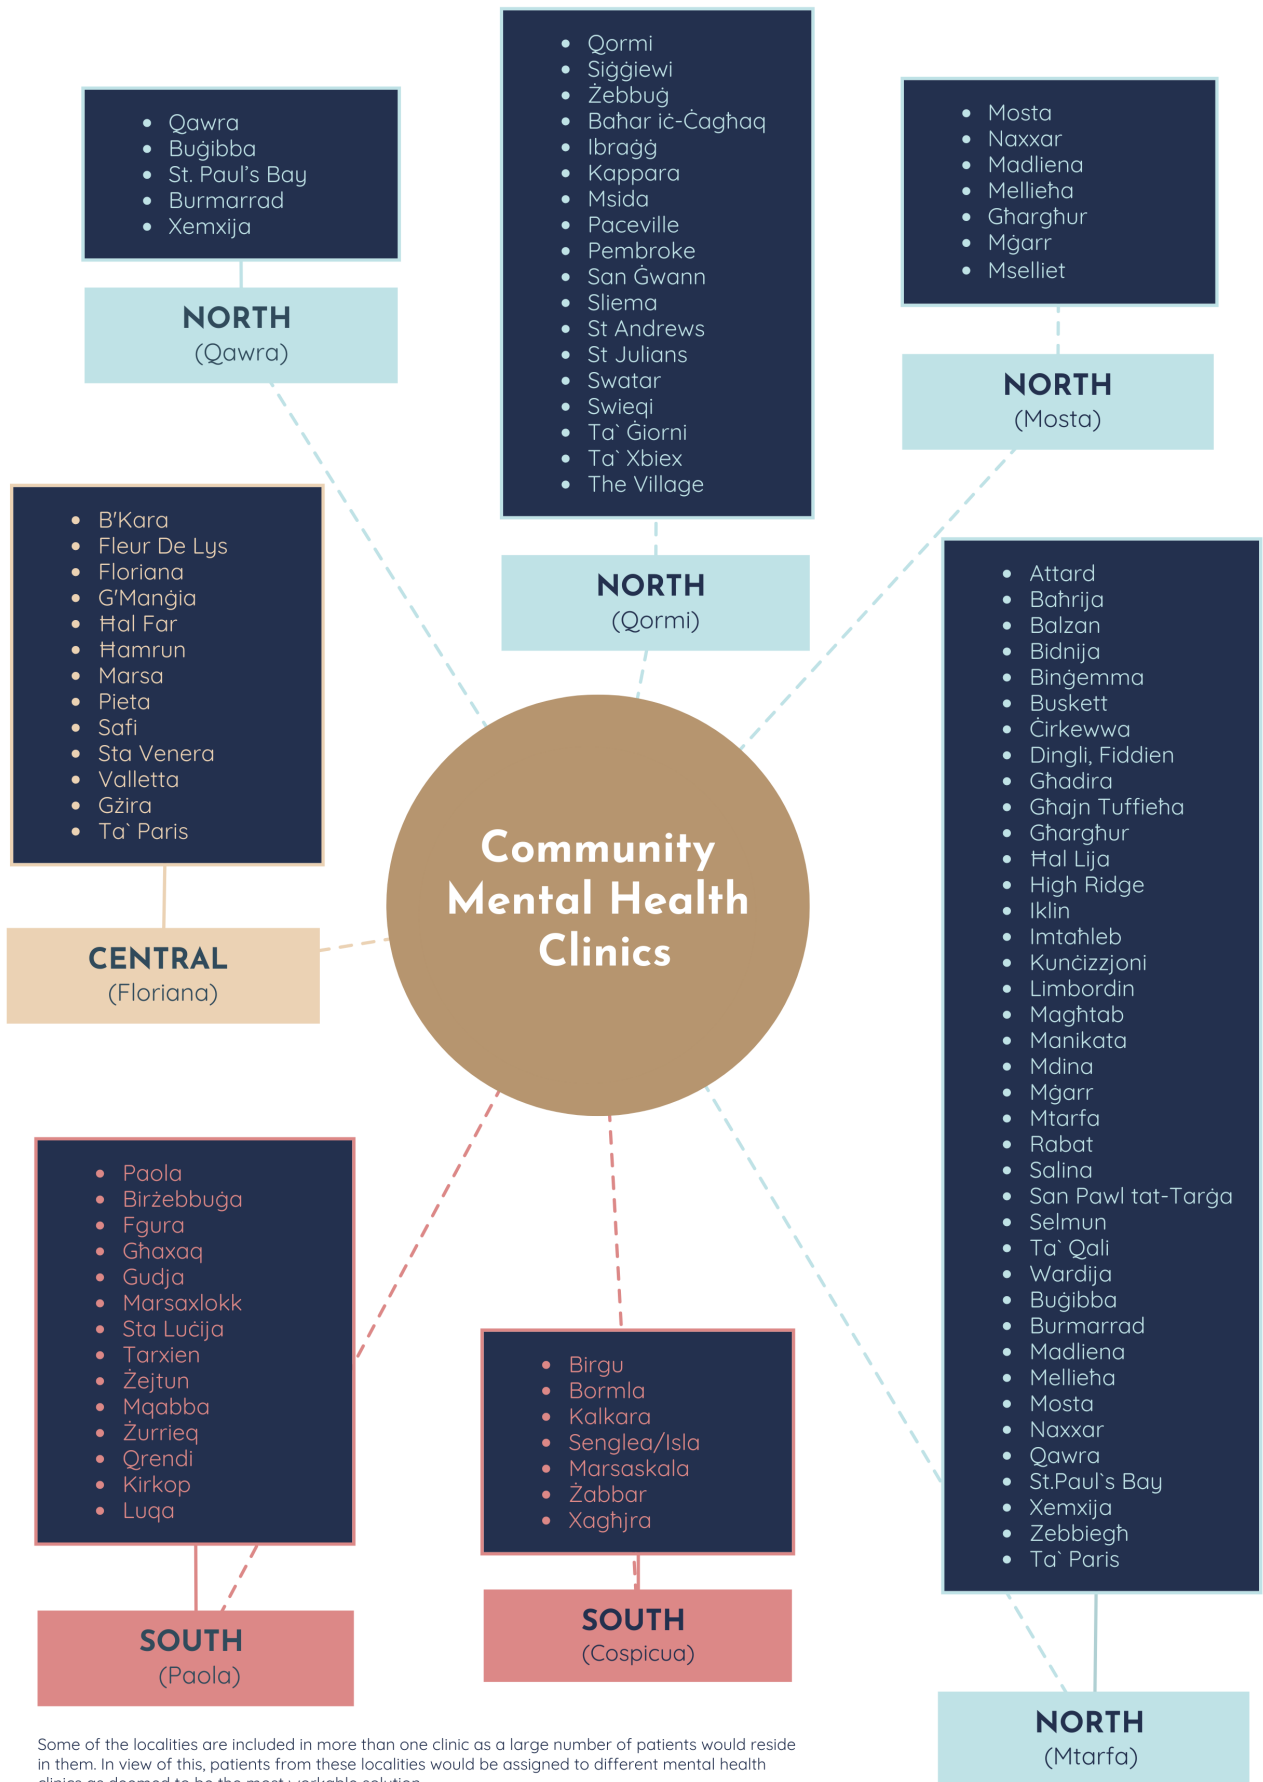 Qormi
Siġġiewi
Żebbuġ
Baħar iċ-Ċagħaq
Ibraġġ
Kappara
Msida
Paceville
Pembroke
San Ġwann
Sliema
St Andrews
St Julians
Swatar
Swieqi
Ta` Ġiorni
Ta` Xbiex
The Village
NORTH
(Qormi)
Qawra
Buġibba
St. Paul’s Bay
Burmarrad
Xemxija
NORTH
(Qawra)
Mosta
Naxxar
Madliena
Mellieħa
Għargħur
Mġarr
Mselliet
NORTH
(Mosta)
B'Kara
Fleur De Lys
Floriana
G'Manġia
Ħal Far
Ħamrun
Marsa
Pieta
Safi
Sta Venera
Valletta
Gżira
Ta` Paris
CENTRAL
(Floriana)
Community
Mental Health
Clinics
Attard
Baħrija
Balzan
Bidnija
Binġemma
Buskett
Ċirkewwa
Dingli, Fiddien
Għadira
Għajn Tuffieħa
Għargħur
Ħal Lija
High Ridge
Iklin
Imtaħleb
Kunċizzjoni
Limbordin
Magħtab
Manikata
Mdina
Mġarr
Mtarfa
Rabat
Salina
San Pawl tat-Tarġa
Selmun
Ta` Qali
Wardija
Buġibba
Burmarrad
Madliena
Mellieħa
Mosta
Naxxar
Qawra
St.Paul`s Bay
Xemxija
Zebbiegħ
Ta` Paris
NORTH
(Mtarfa)
Paola
Birżebbuġa
Fgura
Għaxaq
Gudja
Marsaxlokk
Sta Luċija
Tarxien
Żejtun
Mqabba
Żurrieq
Qrendi
Kirkop
Luqa
SOUTH
(Paola)
Birgu
Bormla
Kalkara
Senglea/Isla
Marsaskala
Żabbar
Xagħjra
SOUTH
(Cospicua)
Some of the localities are included in more than one clinic as a large number of patients would reside
in them. In view of this, patients from these localities would be assigned to different mental health
clinics as deemed to be the most workable solution